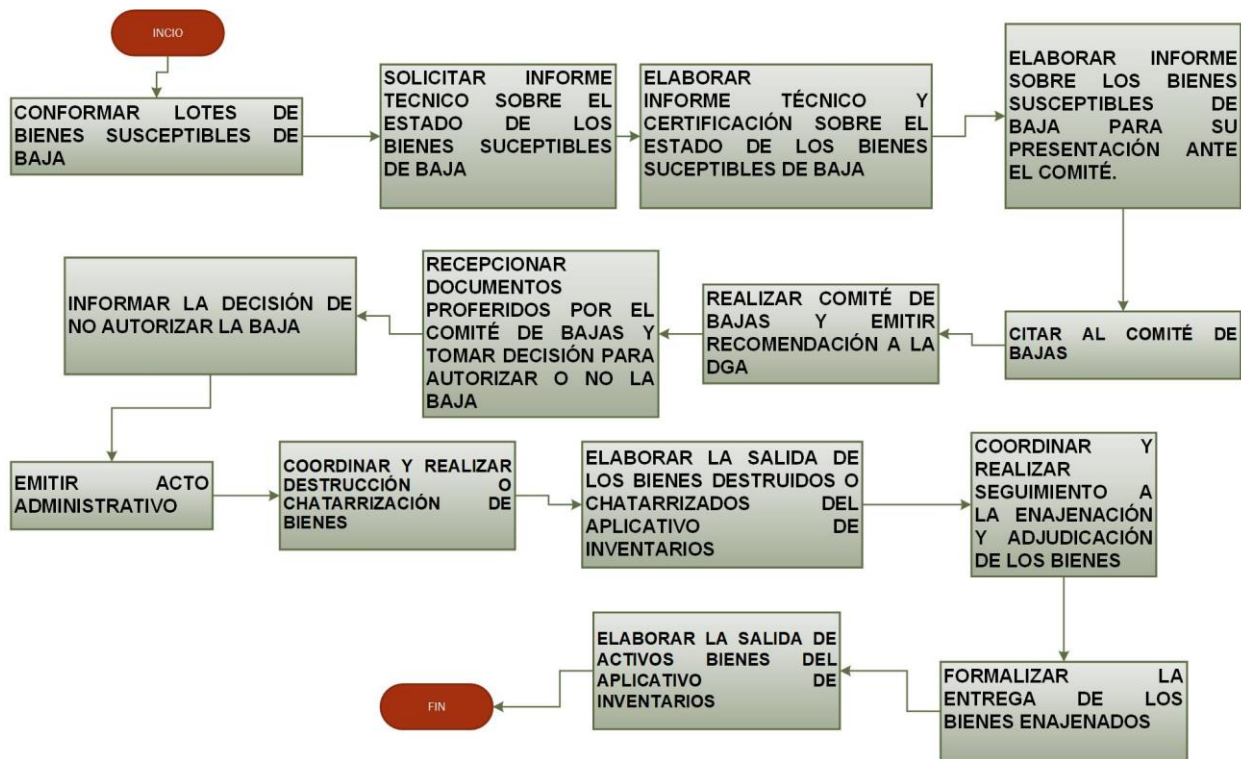 INCIO
CONFORMAR LOTES DE
BIENES SUSCEPTIBLES DE
BAJA
SOLICITAR INFORME
TECNICO SOBRE EL
ESTADO DE LOS
BIENES SUCEPTIBLES
DE BAJA
ELABORAR
INFORME TÉCNICO Y
CERTIFICACIÓN SOBRE EL
ESTADO DE LOS BIENES
SUCEPTIBLES DE BAJA
ELABORAR INFORME
SOBRE LOS BIENES
SUSCEPTIBLES DE
BAJA PARA SU
PRESENTACIÓN ANTE
EL COMITÉ.
CITAR AL COMITÉ DE
BAJAS
REALIZAR COMITÉ DE
BAJAS Y EMITIR
RECOMENDACIÓN A LA
DGA
RECEPCIONAR
DOCUMENTOS
PROFERIDOS POR EL
COMITÉ DE BAJAS Y
TOMAR DECISIÓN PARA
AUTORIZAR O NO LA
BAJA
INFORMAR LA DECISIÓN DE
NO AUTORIZAR LA BAJA
EMITIR ACTO
ADMINISTRATIVO
COORDINAR Y REALIZAR
DESTRUCCIÓN O
CHATARRIZACIÓN DE
BIENES
ELABORAR LA SALIDA DE
LOS BIENES DESTRUIDOS O
CHATARRIZADOS DEL
APLICATIVO DE
INVENTARIOS
COORDINAR Y
REALIZAR
SEGUIMIENTO A
LA ENAJENACIÓN
Y ADJUDICACIÓN
DE LOS BIENES
FORMALIZAR LA
ENTREGA DE LOS
BIENES ENAJENADOS
ELABORAR LA SALIDA DE
ACTIVOS BIENES DEL
APLICATIVO DE
INVENTARIOS
FIN